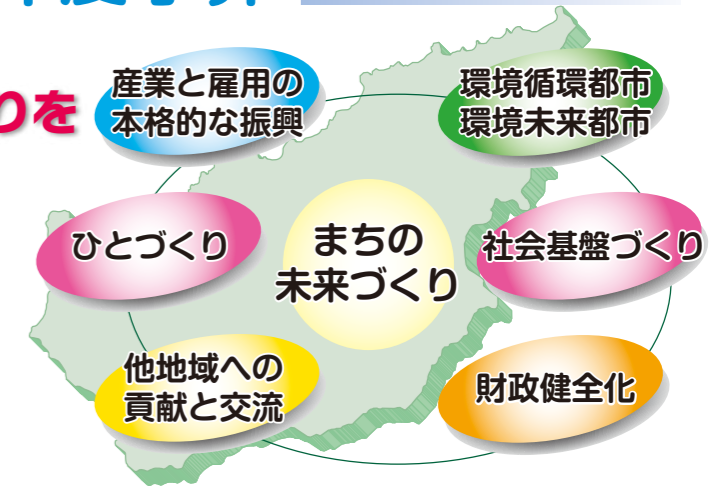 りを
産業と雇用の
本格的な振興
環境循環都市
環境未来都市
ひとづくり
まちの
未来づくり
社会基盤づくり
他地域への
貢献と交流
財政健全化